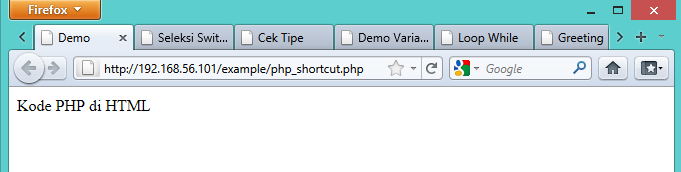 Firefox
Demo
Seleksi Swit...
Cek Tipe
Demo Varia...
Loop While
Greeting
http://192.168.56.101/example/php_shortcut.php
Google
Kode PHP di HTML